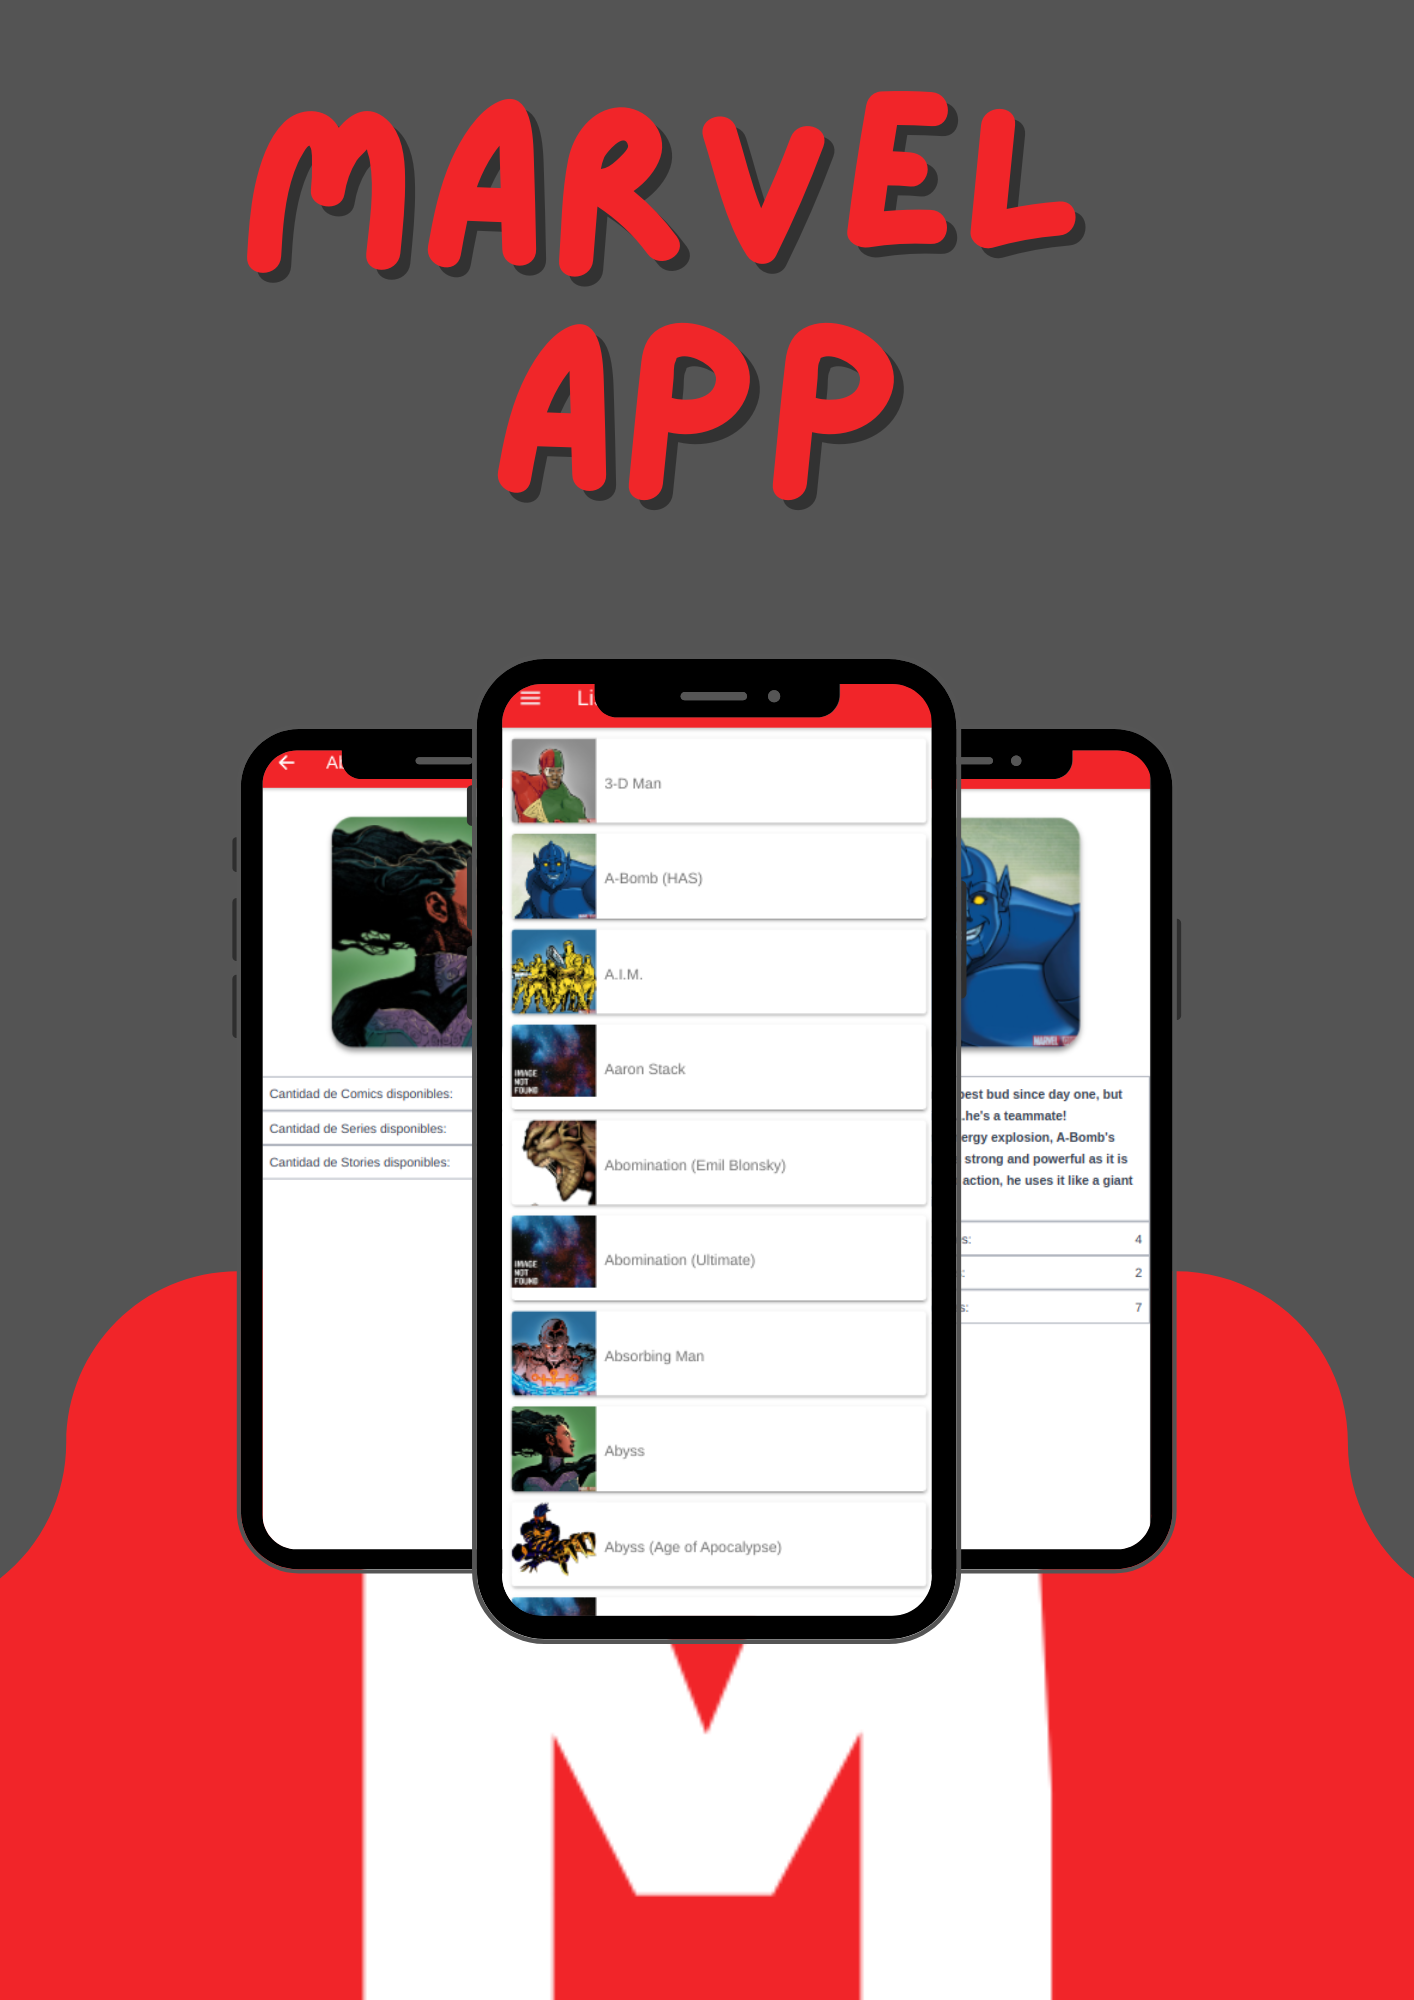 MARVEL
APP
3-D Man
A-Bomb (HAS)
A.I.M.
IMAGE
NOT
FOUND
Aaron Stack
Abomination (Emil Blonsky)
IMAGE
NOT
FOUND
Abomination (Ultimate)
Absorbing Man
Abyss
Abyss (Age of Apocalypse)
Cantidad de Comics disponibles:
Cantidad de Series disponibles:
Cantidad de Stories disponibles:
MARVEL
best bud since day one, but
he's a teammate!
explosion, A-Bomb's
strong and powerful as it is
action, he uses it like a giant
4
2
7